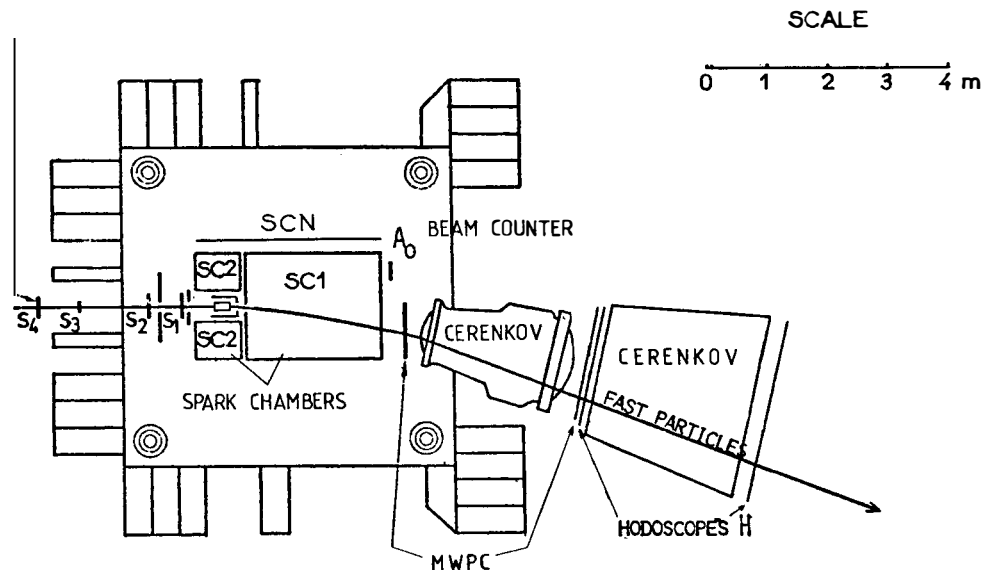 SCALE
0 1 2 3 4 m
SCN
A0 BEAM COUNTER
SC2
SC1
S4 S3 S2 S1
SC2
CERENKOV
CERENKOV
SPARK CHAMBERS
FAST PARTICLES
HODOSCOPES H
MWPC